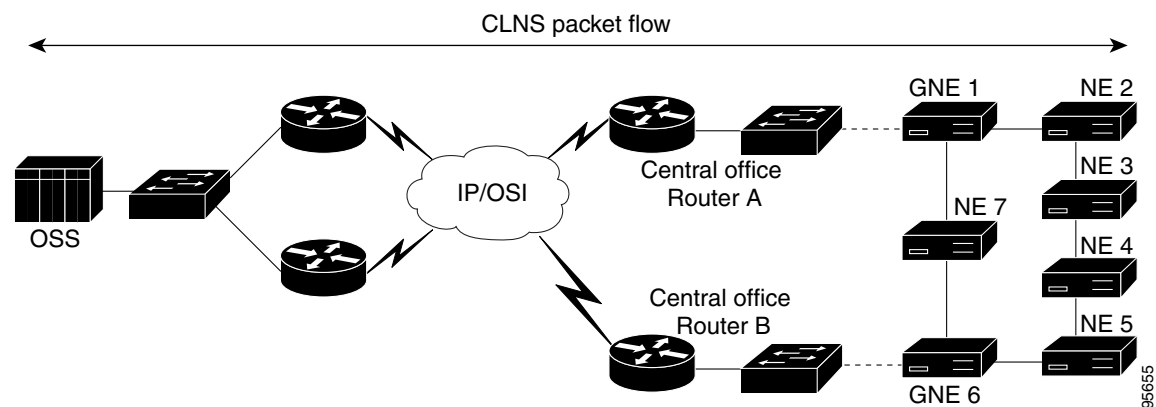 CLNS packet flow
GNE 1
NE 2
Central office
Router A
NE 3
IP/OSI
NE 7
OSS
NE 4
Central office
Router B
NE 5
GNE 6
95655